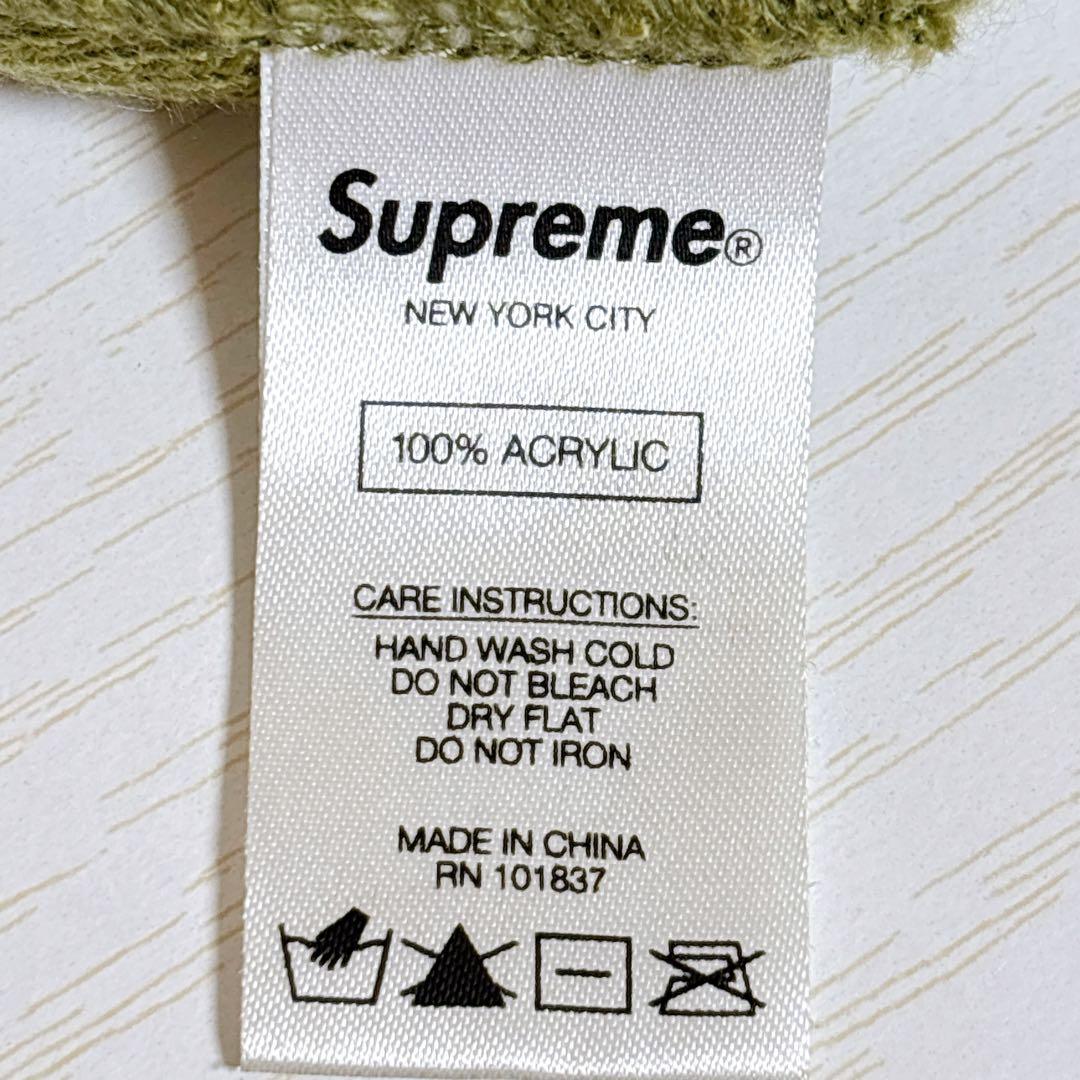 Supreme®
NEW YORK CITY
100% ACRYLIC
CARE INSTRUCTIONS:
HAND WASH COLD
DO NOT BLEACH
DRY FLAT
DO NOT IRON
MADE IN CHINA
RN 101837